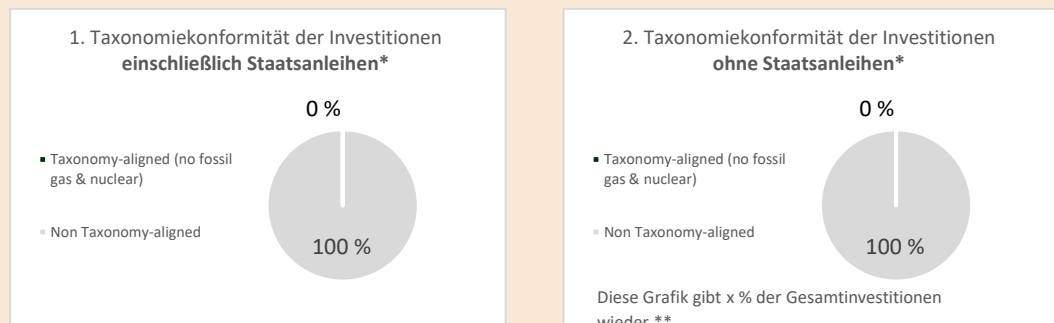 1. Taxonomiekonformität der Investitionen
einschließlich Staatsanleihen*
0 %
Taxonomy-aligned (no fossil
gas & nuclear)
Non Taxonomy-aligned
100 %
2. Taxonomiekonformität der Investitionen
ohne Staatsanleihen*
0 %
Taxonomy-aligned (no fossil
gas & nuclear)
Non Taxonomy-aligned
100 %
Diese Grafik gibt x % der Gesamtinvestitionen
wieder.**